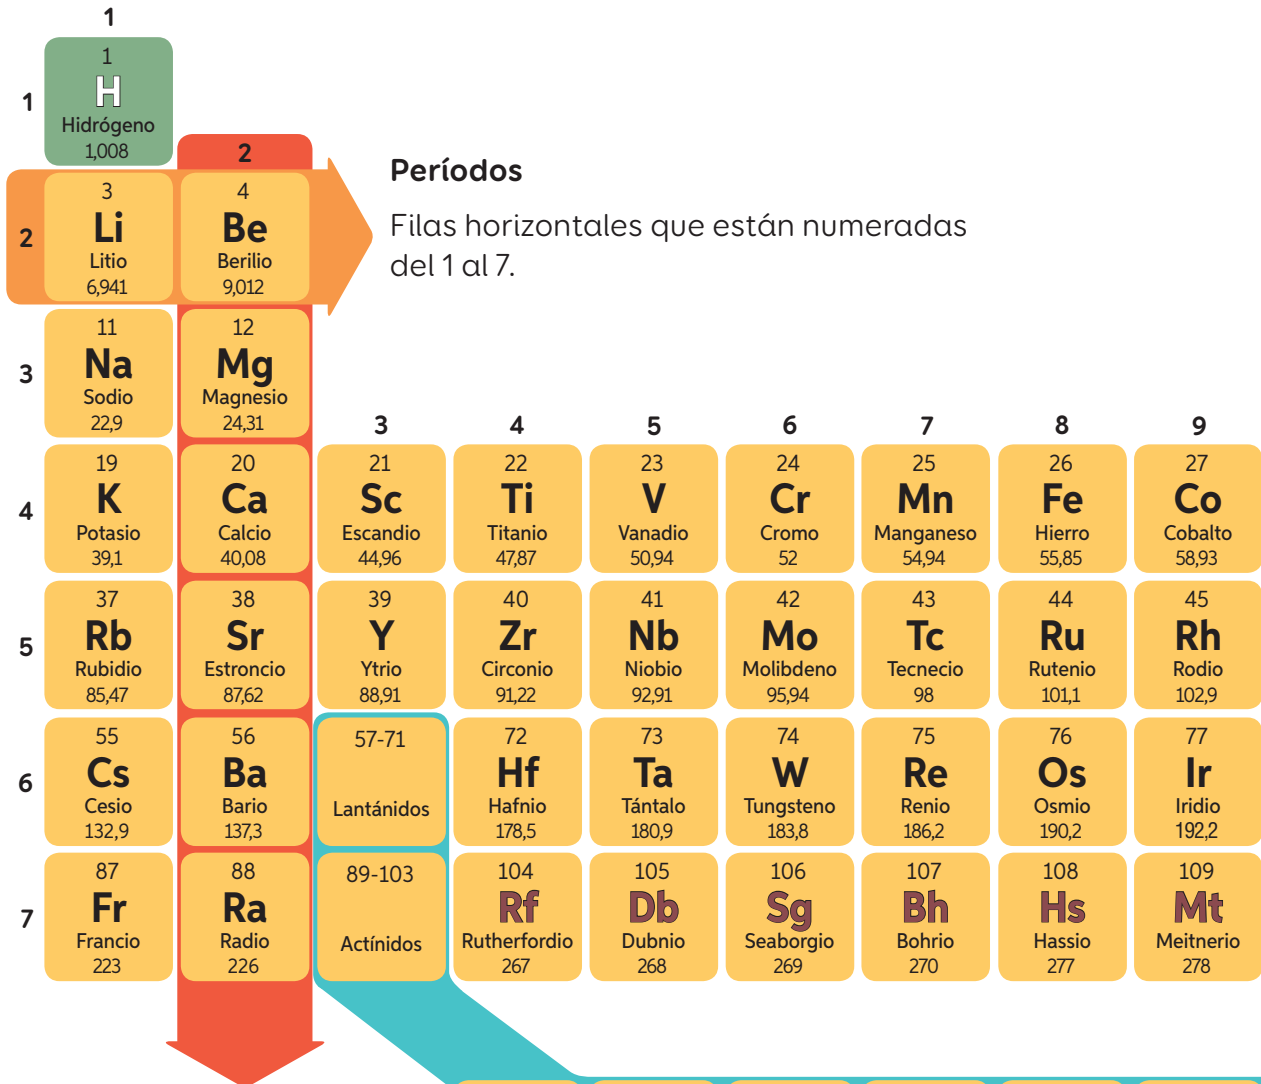 1
1
H
Hidrógeno
1,008
1
2
Períodos
Filas horizontales que están numeradas
del 1 al 7.
2
3
Li
Litio
6,941
4
Be
Berilio
9,012
3
11
Na
Sodio
22,9
12
Mg
Magnesio
24,31
3
4
5
6
7
8
9
4
19
K
Potasio
39,1
20
Ca
Calcio
40,08
21
Sc
Escandio
44,96
22
Ti
Titanio
47,87
23
V
Vanadio
50,94
24
Cr
Cromo
52
25
Mn
Manganeso
54,94
26
Fe
Hierro
55,85
27
Co
Cobalto
58,93
5
37
Rb
Rubidio
85,47
38
Sr
Estroncio
87,62
39
Y
Ytrio
88,91
40
Zr
Circonio
91,22
41
Nb
Niobio
92,91
42
Mo
Molibdeno
95,94
43
Tc
Tecnecio
98
44
Ru
Rutenio
101,1
45
Rh
Rodio
102,9
6
55
Cs
Cesio
132,9
56
Ba
Bario
137,3
57-71
Lantánidos
72
Hf
Hafnio
178,5
73
Ta
Tántalo
180,9
74
W
Tungsteno
183,8
75
Re
Renio
186,2
76
Os
Osmio
190,2
77
Ir
Iridio
192,2
7
87
Fr
Francio
223
88
Ra
Radio
226
89-103
Actínidos
104
Rf
Rutherfordio
267
105
Db
Dubnio
268
106
Sg
Seaborgio
269
107
Bh
Bohrio
270
108
Hs
Hassio
277
109
Mt
Meitnerio
278